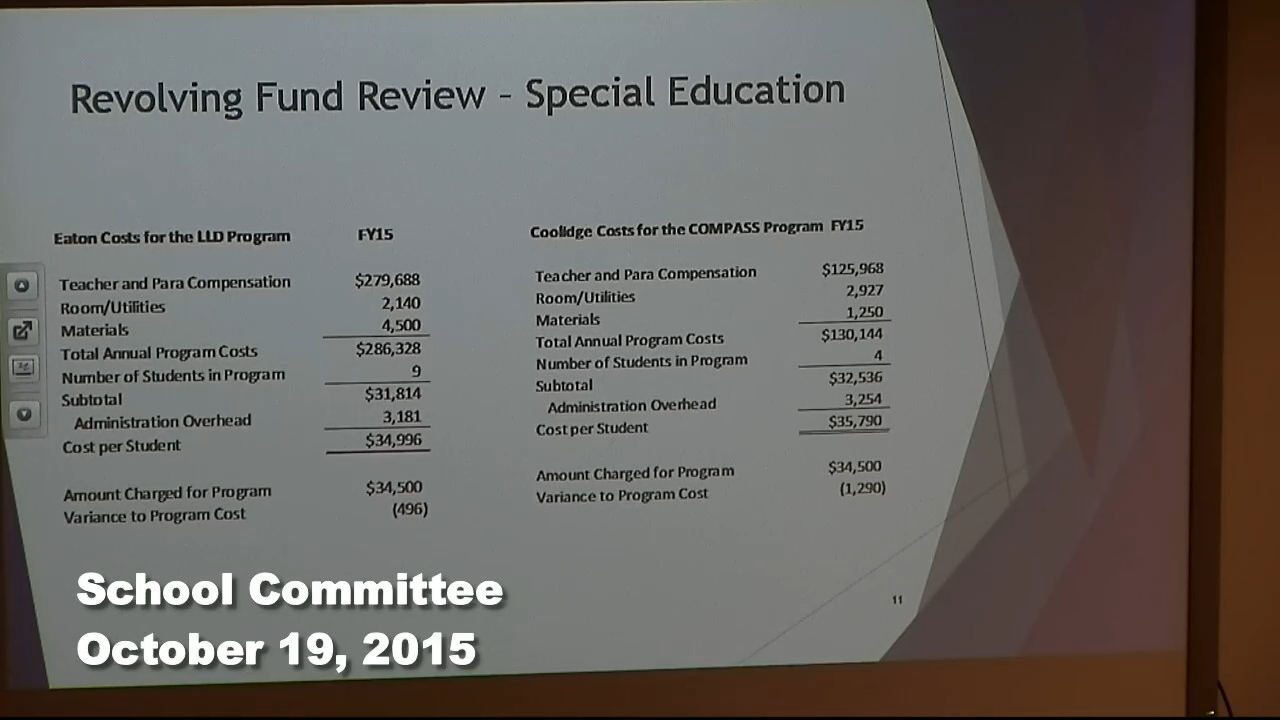 Revolving Fund Review – Special Education
Eaton Costs for the LLD Program FY15
Teacher and Para Compensation $279,688
Room/Utilities 2,140
Materials 4,500
Total Annual Program Costs $286,328
Number of Students in Program 9
Subtotal $31,814
Administration Overhead 3,181
Cost per Student $34,996
Amount Charged for Program $34,500
Variance to Program Cost (496)
Coolidge Costs for the COMPASS Program FY15
Teacher and Para Compensation $125,968
Room/Utilities 2,927
Materials 1,250
Total Annual Program Costs $130,144
Number of Students in Program 4
Subtotal $32,536
Administration Overhead 3,254
Cost per Student $35,790
Amount Charged for Program $34,500
Variance to Program Cost (1,290)
11
School Committee
October 19, 2015